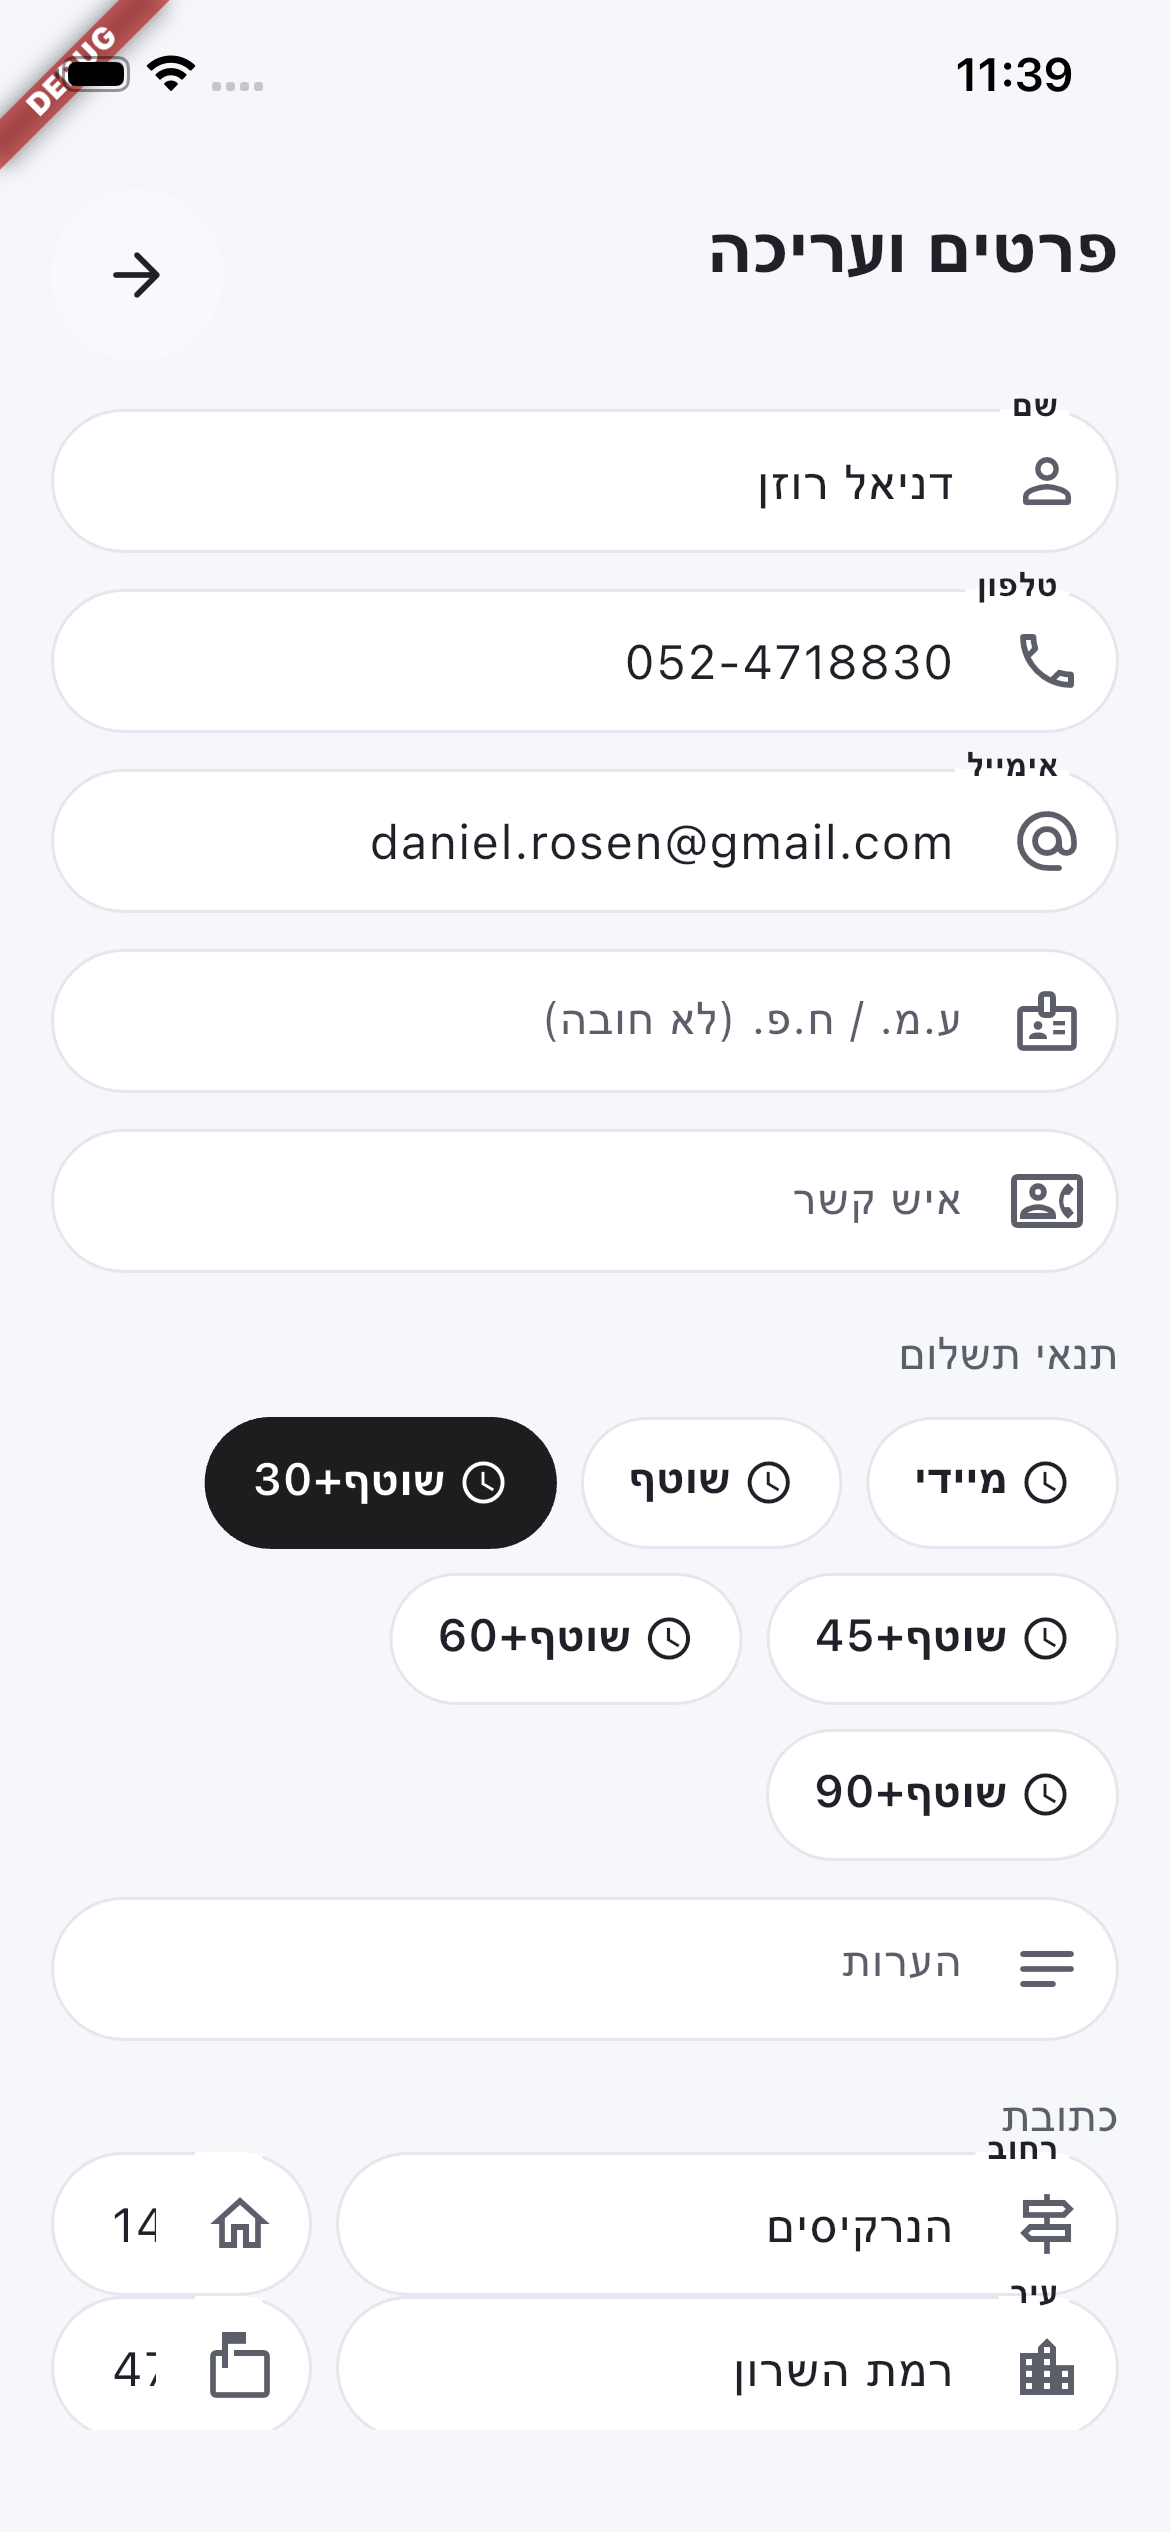 11:39
DEBUG
פרטים ועריכה
שם
דניאל רוזן
טלפון
052-4718830
אימייל
daniel.rosen@gmail.com
ע.מ. / ח.פ. (לא חובה)
איש קשר
תנאי תשלום
מיידי
שוטף
שוטף+30
שוטף+45
שוטף+60
שוטף+90
הערות
כתובת
רחוב
הנרקיסים
14
עיר
רמת השרון
47